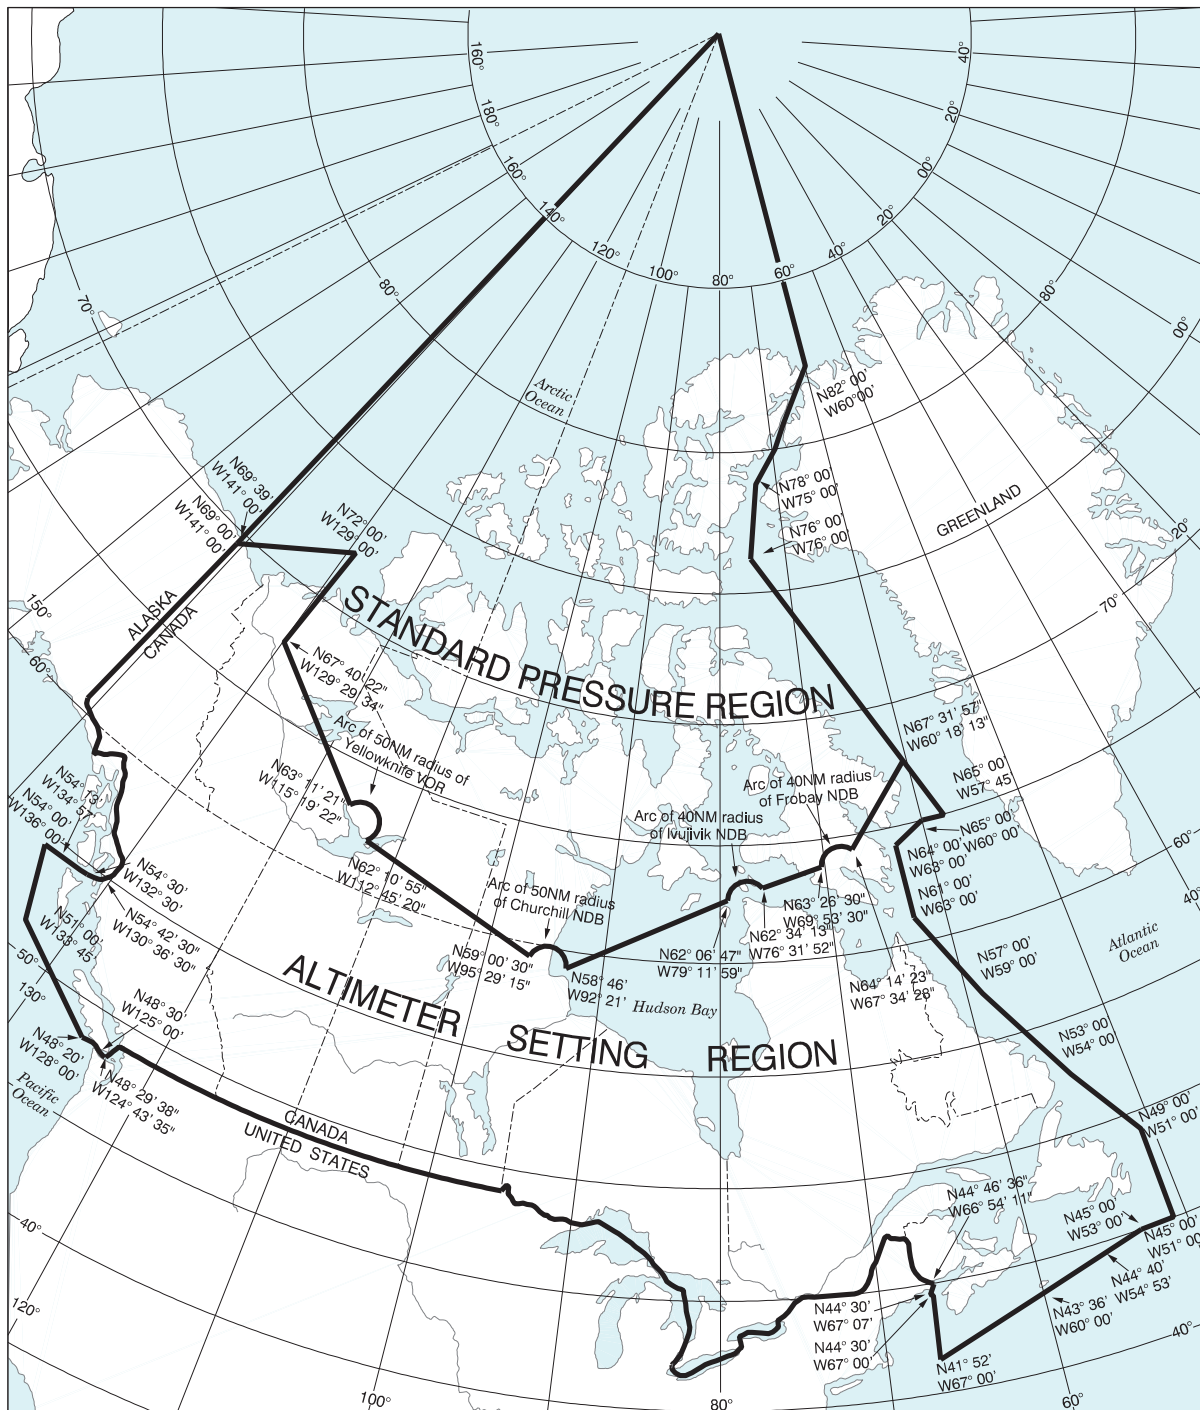 160°
180°
160°
140°
120°
100°
80°
60°
40°
20°
00°
20°
40°
70°
80°
80°
00°
Arctic
Ocean
N82° 00'
W60°00'
N78° 00'
W75° 00'
N76° 00'
W76° 00'
GREENLAND
20°
70°
N69° 39'
W141° 00'
N69° 00'
W141° 00'
N72° 00'
W129° 00'
150°
60°
ALASKA
CANADA
STANDARD PRESSURE REGION
N67° 40' 22"
W129° 29' 34"
Arc of 50NM radius of
Yellowknife VOR
N63° 11' 21"
W115° 19' 22"
N67° 31' 57"
W60° 18' 13"
N65° 00'
W57° 45'
Arc of 40NM radius
of Frobay NDB
Arc of 40NM radius
of Ivujivik NDB
N65° 00'
W60° 00'
N64° 00'
W63° 00'
N61° 00'
W63° 00'
60°
40°
N54° 13'
W134° 57'
N54° 00'
W136° 00'
N54° 30'
W132° 30'
N54° 42' 30"
W130° 36' 30"
N51° 00'
W133° 45'
50°
130°
N62° 10' 55"
W112° 45' 20"
Arc of 50NM radius
of Churchill NDB
N59° 00' 30"
W95° 29' 15"
N58° 46'
W92° 21'
N62° 06' 47"
W79° 11' 59"
N62° 34' 13"
W76° 31' 52"
N63° 26' 30"
W69° 53' 30"
N64° 14' 23"
W67° 34' 28"
N57° 00'
W59° 00'
Atlantic
Ocean
Hudson Bay
ALTIMETER SETTING REGION
N53° 00'
W54° 00'
N48° 30'
W125° 00'
N48° 20'
W128° 00'
N48° 29' 38"
W124° 43' 35"
Pacific
Ocean
CANADA
UNITED STATES
N49° 00'
W51° 00'
N44° 46' 36"
W66° 54' 11"
N45° 00'
W53° 00'
N45° 00'
W51° 00'
N44° 40'
W54° 53'
N43° 36'
W60° 00'
N44° 30'
W67° 07'
N44° 30'
W67° 00'
N41° 52'
W67° 00'
40°
40°
120°
100°
80°
60°